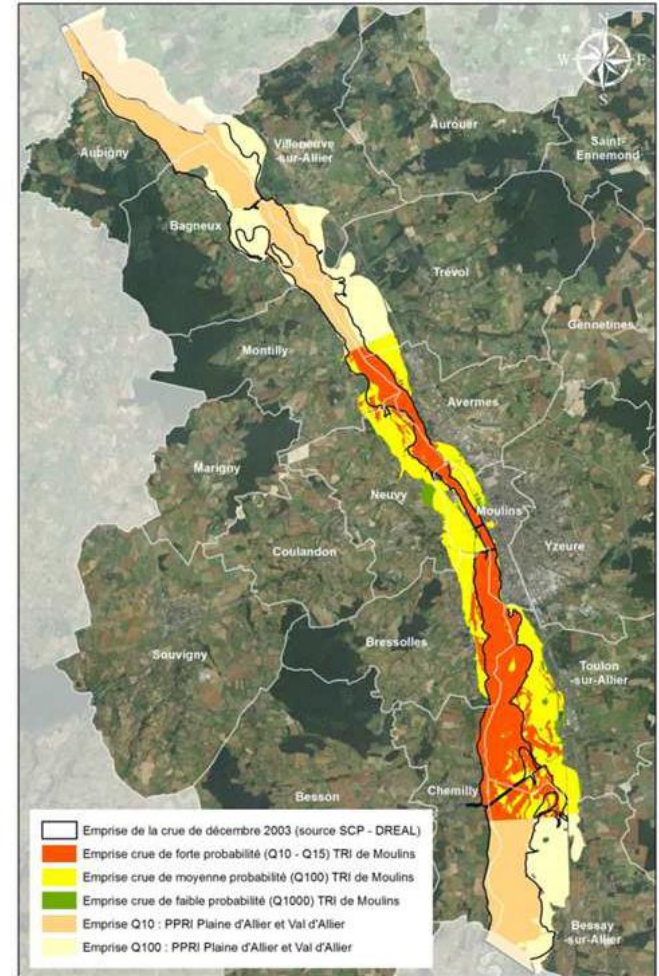 N
W E
S
Aurouer
Villeneuve
-sur-Allier
Saint-
Ennemond
Aubigny
Bagneux
Trévol
Gennetines
Montilly
Avermes
Marigny
Neuvy
Moulins
Yzeure
Coulandon
Bressolles
Souvigny
Toulon
-sur-Allier
Chemilly
Besson
Bessay
-sur-Allier
Emprise de la crue de décembre 2003 (source SCP - DREAL)
Emprise crue de forte probabilité (Q10 - Q15) TRI de Moulins
Emprise crue de moyenne probabilité (Q100) TRI de Moulins
Emprise crue de faible probabilité (Q1000) TRI de Moulins
Emprise Q10 : PPRI Plaine d'Allier et Val d'Allier
Emprise Q100 : PPRI Plaine d'Allier et Val d'Allier